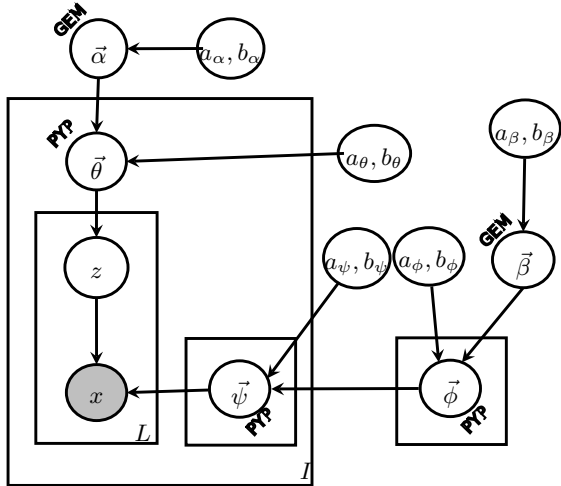 GEM
α⃗
a_α, b_α
PYP
θ⃗
a_θ, b_θ
a_β, b_β
GEM
β⃗
z
a_ψ, b_ψ
a_ϕ, b_ϕ
x
ψ⃗
PYP
ϕ⃗
PYP
L
I